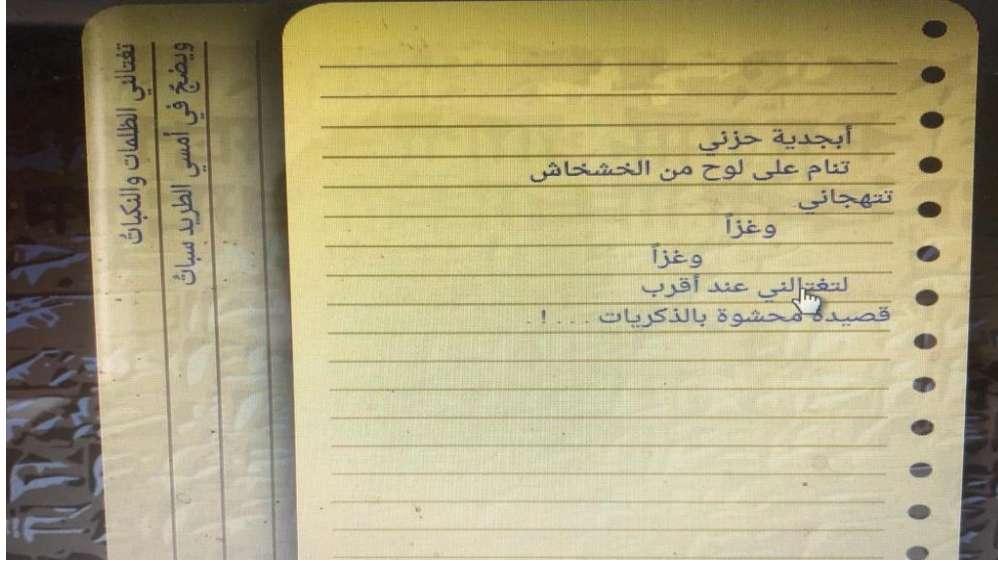 أبجدية حزني
تنام على لوح من الخشخاش
تتهجاني
وغزاً
وغزاً
لتغتالني عند أقرب
قصيدة محشوة بالذكريات . . . ! .
تغتالني الظلمات والنكباتُ
ويضجُ في أمسي الطريد سباتُ